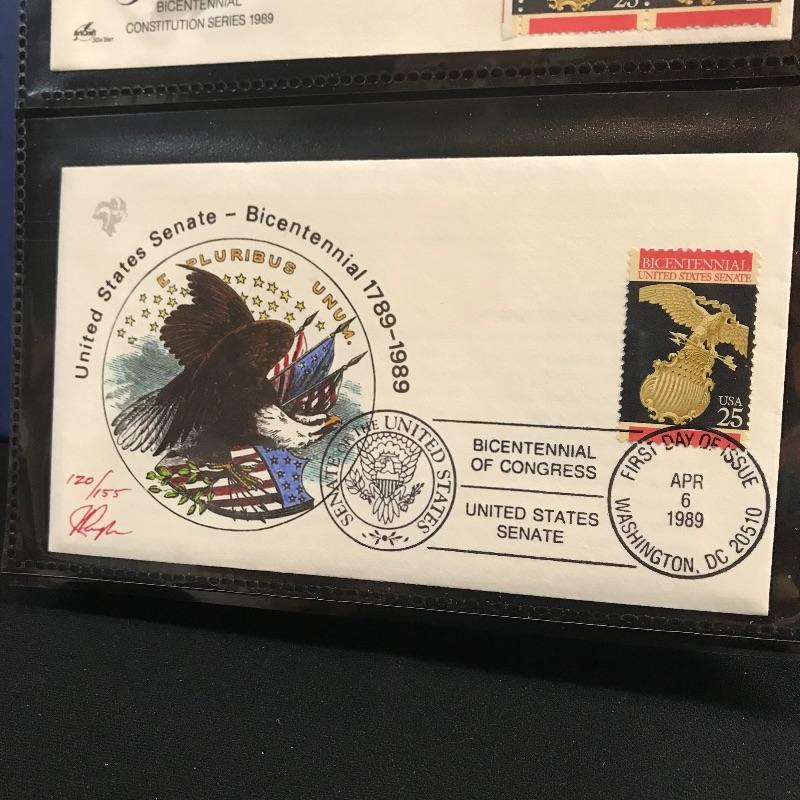 BICENTENNIAL
CONSTITUTION SERIES 1989
ArtCraft
25
United States Senate – Bicentennial 1789–1989
E PLURIBUS UNUM.
BICENTENNIAL
UNITED STATES SENATE
USA
25
SENATE OF THE UNITED STATES
BICENTENNIAL
OF CONGRESS
UNITED STATES
SENATE
FIRST DAY OF ISSUE
APR
6
1989
WASHINGTON, DC 20510
120/155